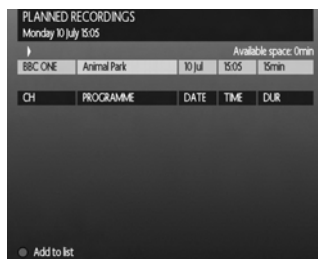 PLANNED RECORDINGS
Monday 10 July 15:05
Available space: 0min
BBC ONE Animal Park 10 Jul 15:05 15min
CH PROGRAMME DATE TIME DUR
Add to list